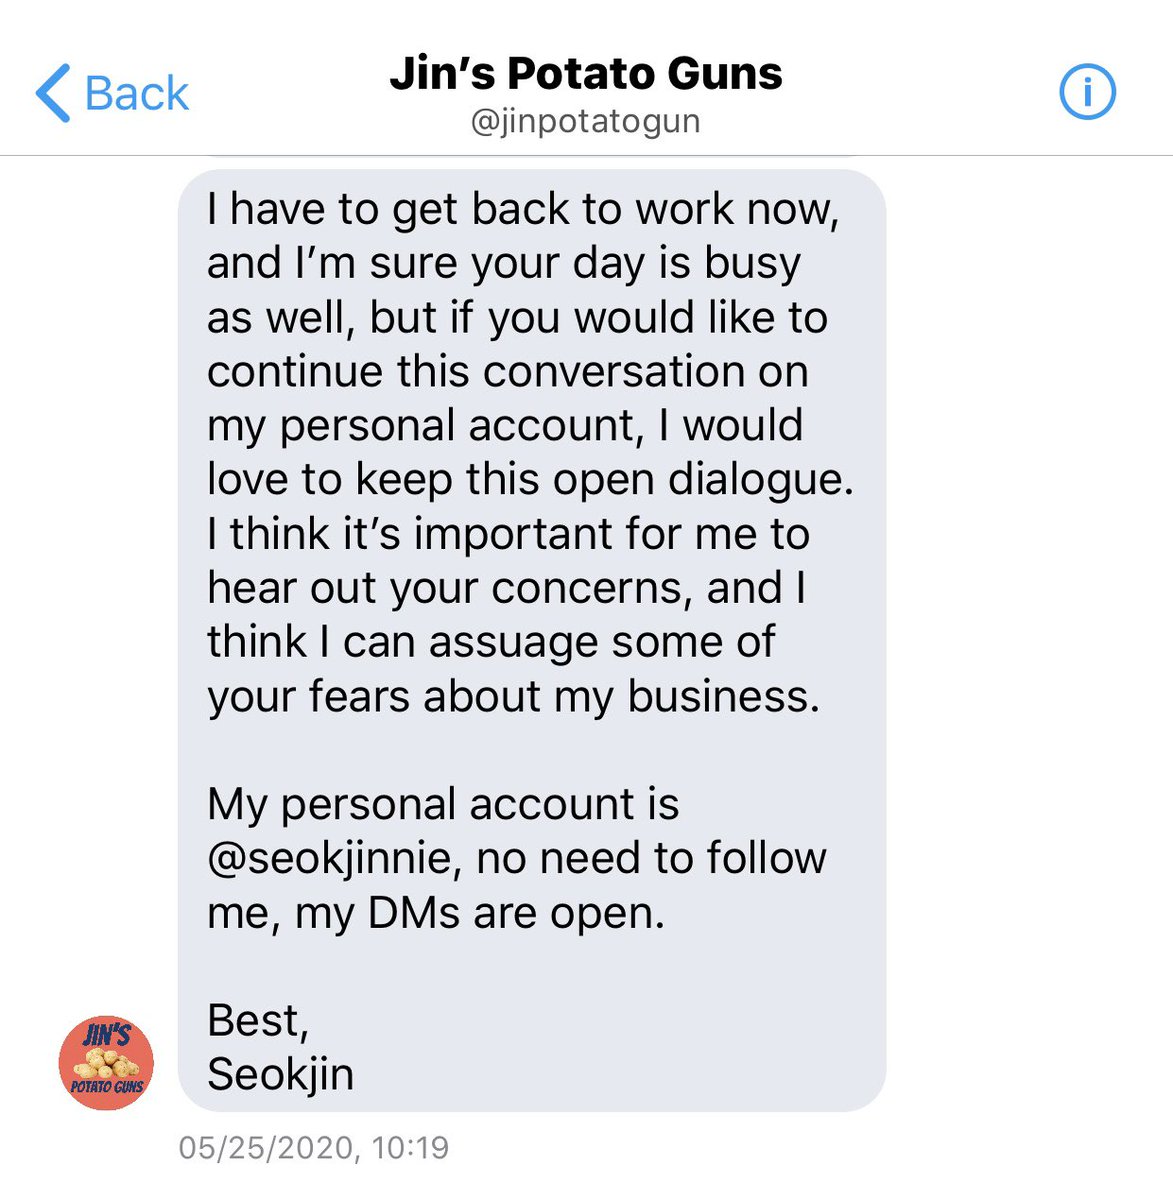 Back
Jin’s Potato Guns
@jinpotatogun
I have to get back to work now,
and I’m sure your day is busy
as well, but if you would like to
continue this conversation on
my personal account, I would
love to keep this open dialogue.
I think it’s important for me to
hear out your concerns, and I
think I can assuage some of
your fears about my business.
My personal account is
@seokjinnie, no need to follow
me, my DMs are open.
Best,
Seokjin
JIN'S
POTATO GUNS
05/25/2020, 10:19